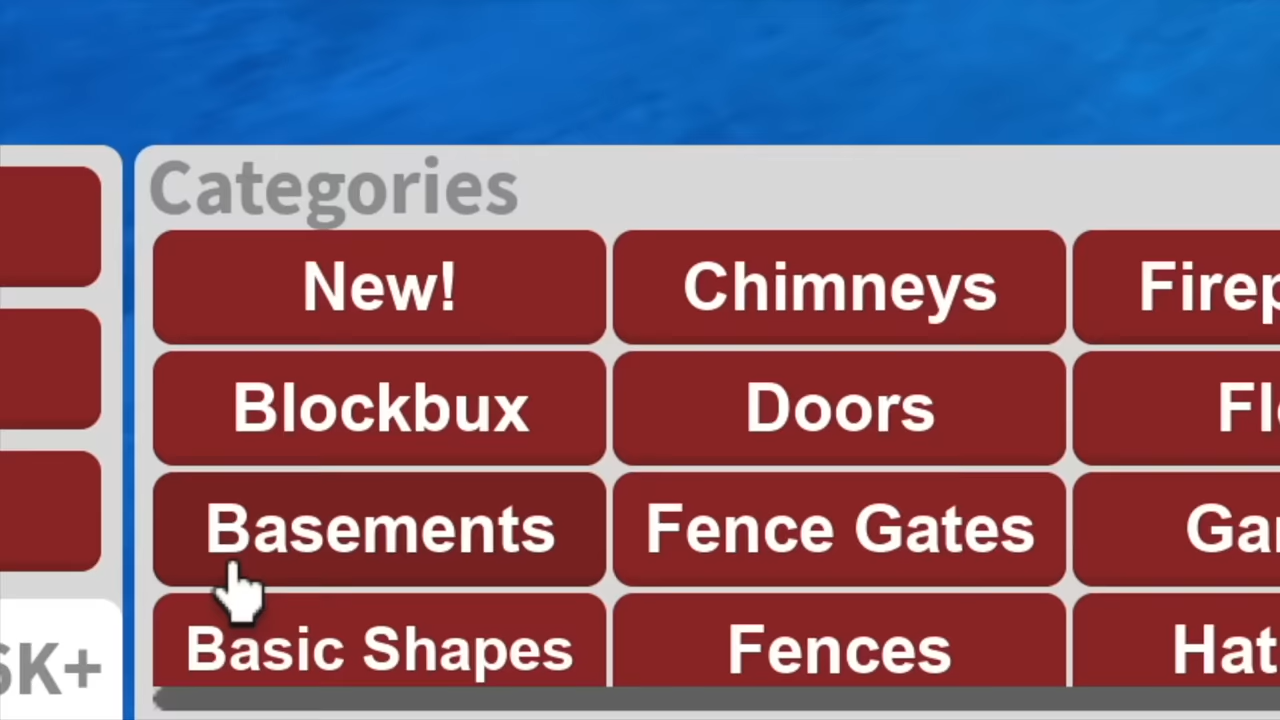 Categories
New!
Chimneys
Blockbux
Doors
Basements
Fence Gates
Basic Shapes
Fences
K+